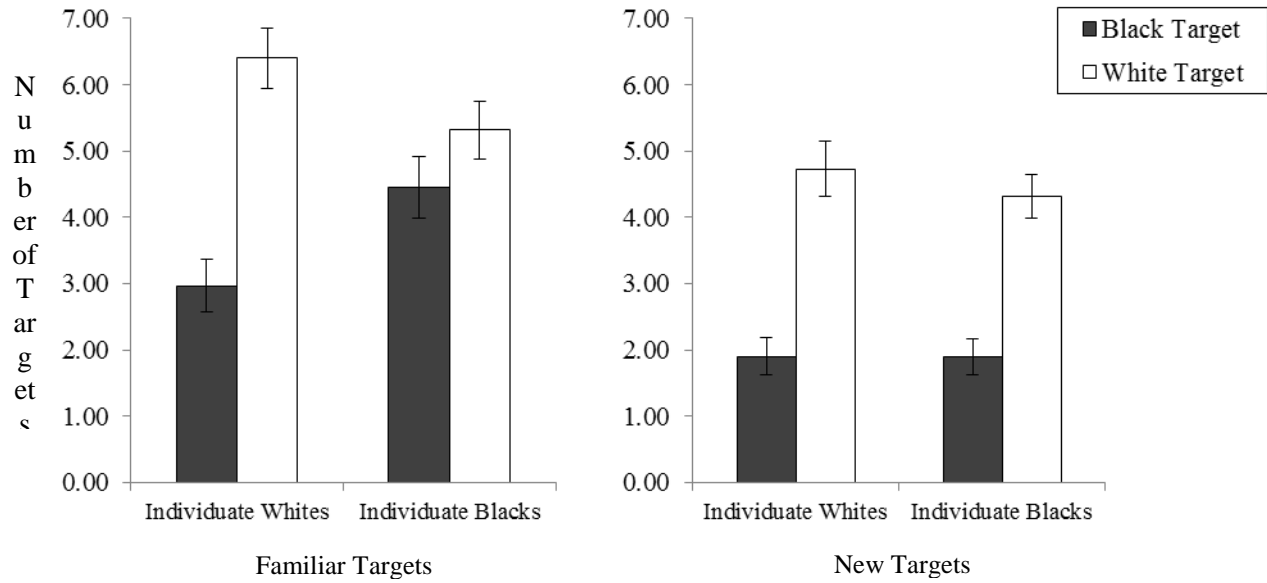 7.00
6.00
5.00
4.00
3.00
2.00
1.00
0.00
N
u
m
b
er
of
T
ar
g
et
s
Individuate Whites Individuate Blacks
Familiar Targets
7.00
6.00
5.00
4.00
3.00
2.00
1.00
0.00
Individuate Whites Individuate Blacks
New Targets
Black Target
White Target